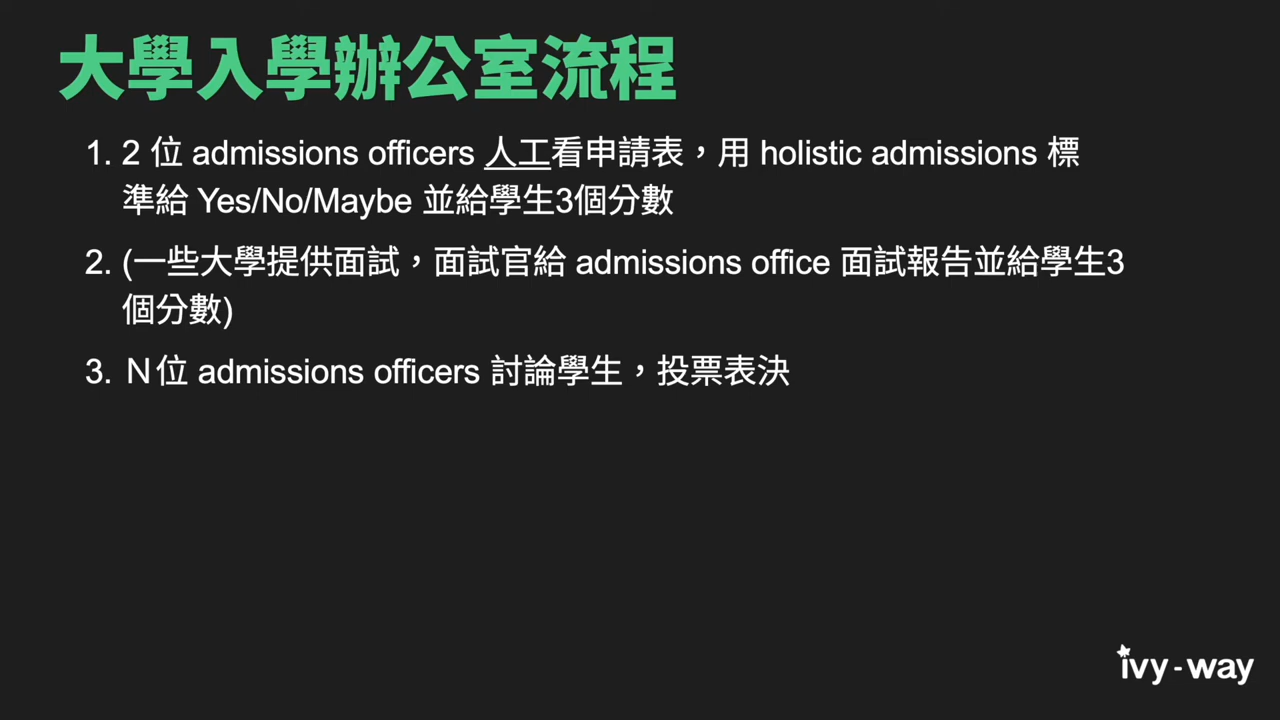 大學入學辦公室流程
1. 2 位 admissions officers 人工看申請表，用 holistic admissions 標
準給 Yes/No/Maybe 並給學生3個分數
2. (一些大學提供面試，面試官給 admissions office 面試報告並給學生3
個分數)
3. Ｎ位 admissions officers 討論學生，投票表決
ivy-way